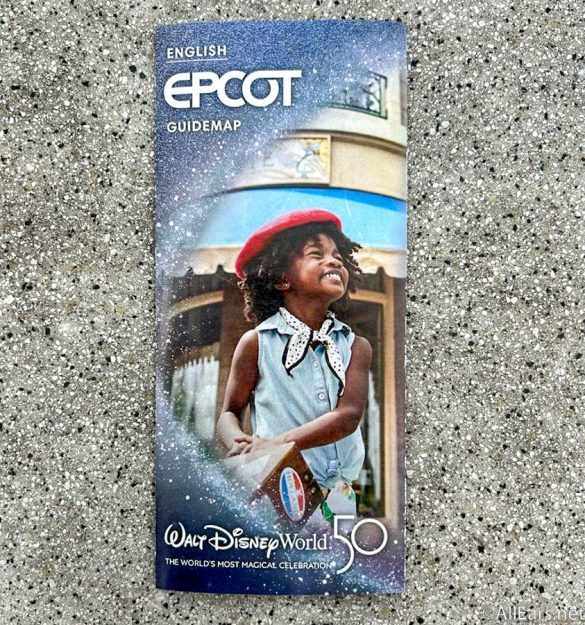 ENGLISH
EPCOT
GUIDEMAP
WALT DISNEY World. 50
THE WORLD'S MOST MAGICAL CELEBRATION
©AllEars.net